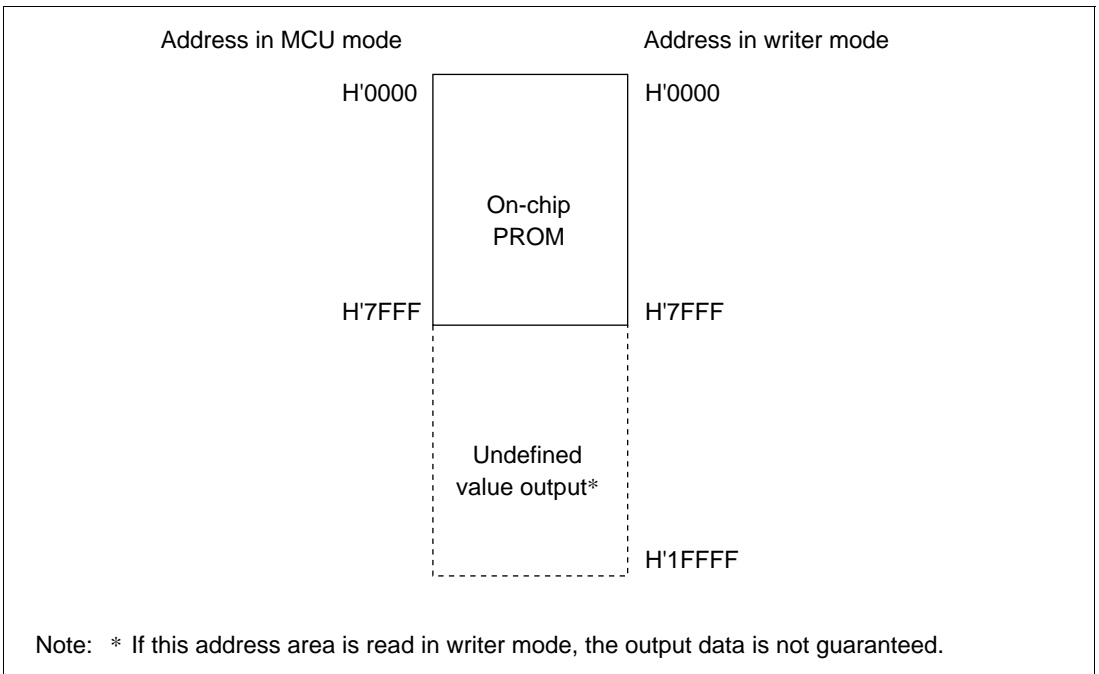 Address in MCU mode
Address in writer mode
H'0000
H'0000
On-chip
PROM
H'7FFF
H'7FFF
Undefined
value output*
H'1FFFF
Note: * If this address area is read in writer mode, the output data is not guaranteed.